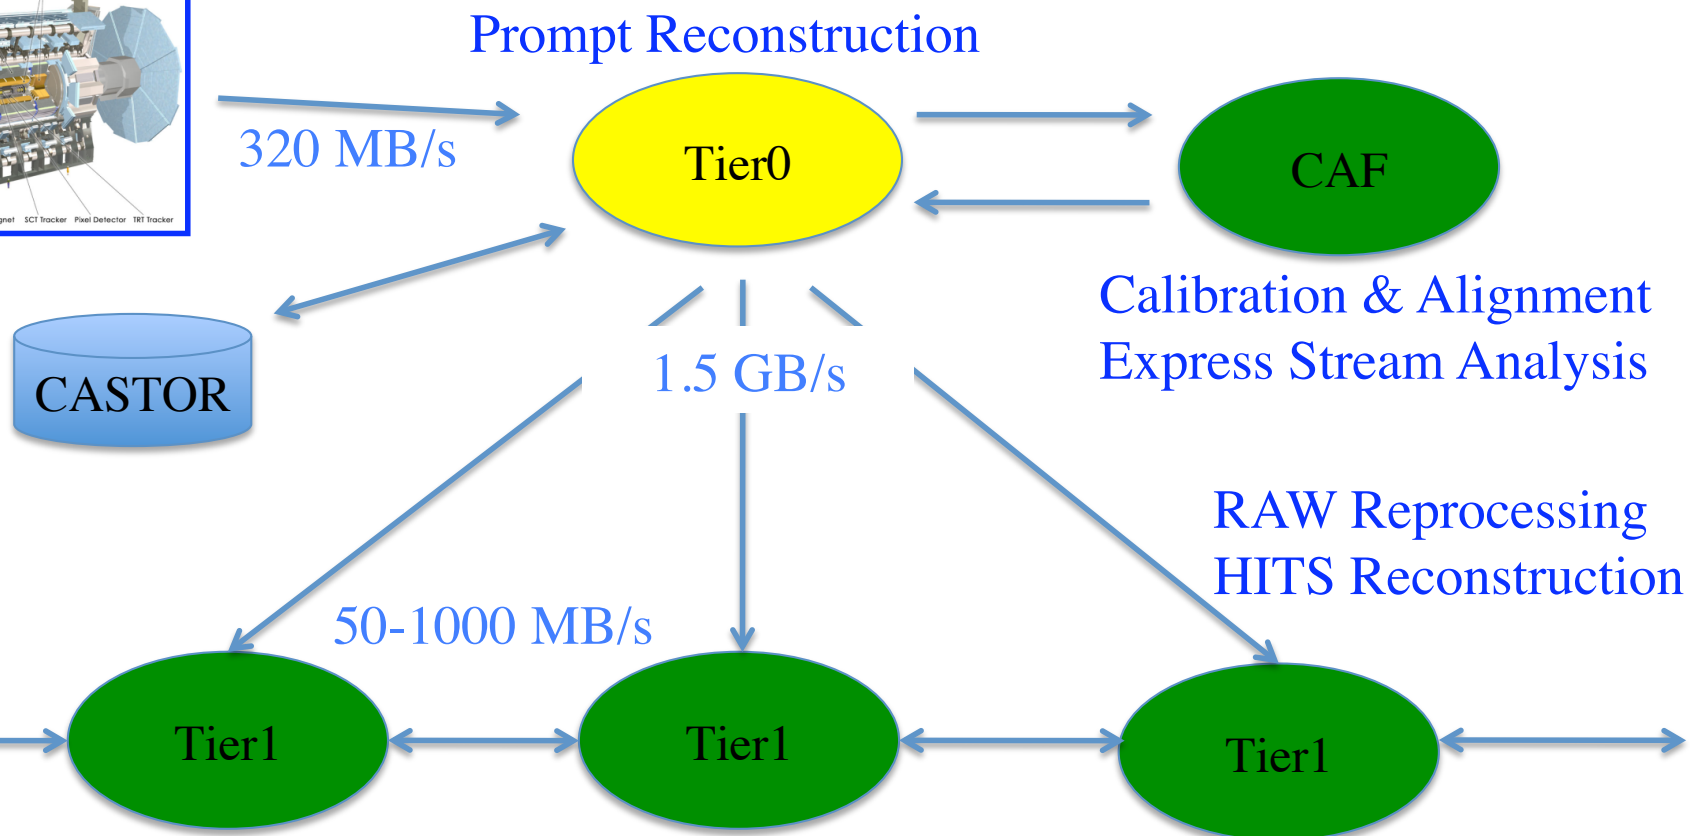 Prompt Reconstruction
320 MB/s
Tier0
CAF
SCT Tracker Pixel Detector TRT Tracker
Calibration & Alignment
Express Stream Analysis
1.5 GB/s
CASTOR
RAW Reprocessing
HITS Reconstruction
50-1000 MB/s
Tier1
Tier1
Tier1